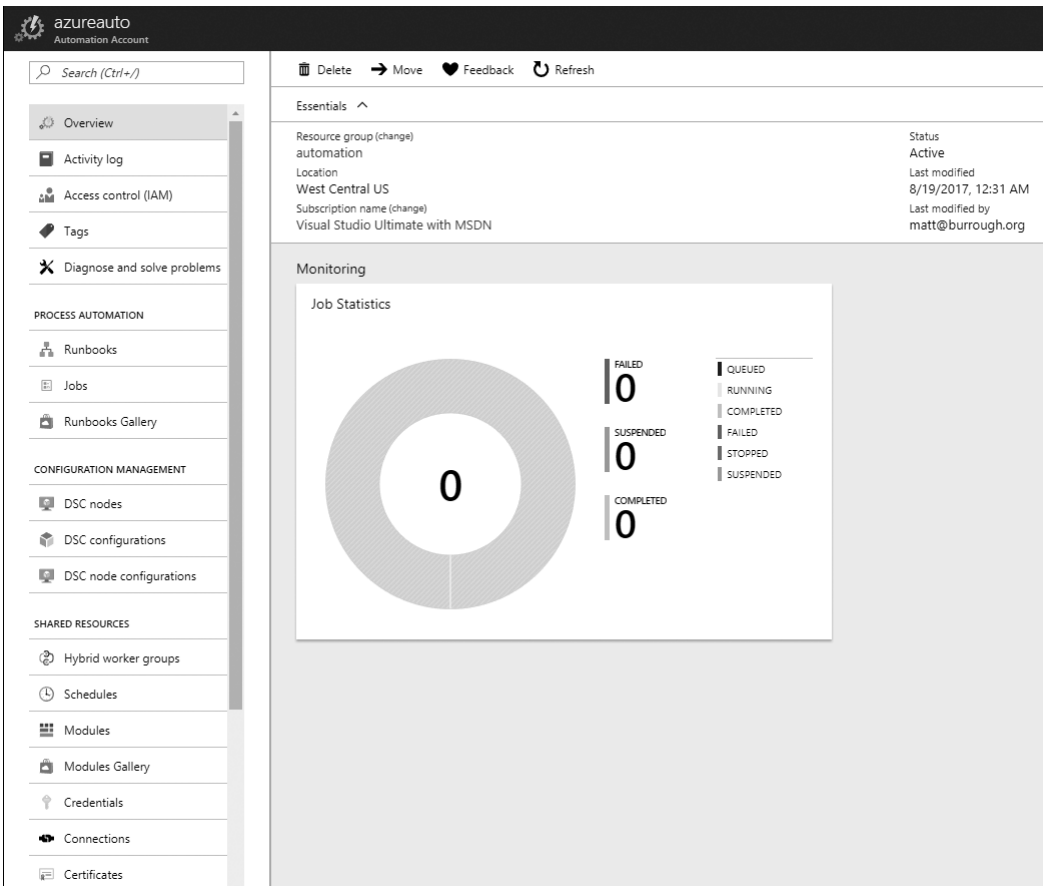 azureauto
Automation Account
Search (Ctrl+/)
Overview
Activity log
Access control (IAM)
Tags
Diagnose and solve problems
PROCESS AUTOMATION
Runbooks
Jobs
Runbooks Gallery
CONFIGURATION MANAGEMENT
DSC nodes
DSC configurations
DSC node configurations
SHARED RESOURCES
Hybrid worker groups
Schedules
Modules
Modules Gallery
Credentials
Connections
Certificates
Delete Move Feedback Refresh
Essentials
Resource group (change)
automation
Location
West Central US
Subscription name (change)
Visual Studio Ultimate with MSDN
Status
Active
Last modified
8/19/2017, 12:31 AM
Last modified by
matt@burrough.org
Monitoring
Job Statistics
0
FAILED
0
SUSPENDED
0
COMPLETED
0
QUEUED
RUNNING
COMPLETED
FAILED
STOPPED
SUSPENDED